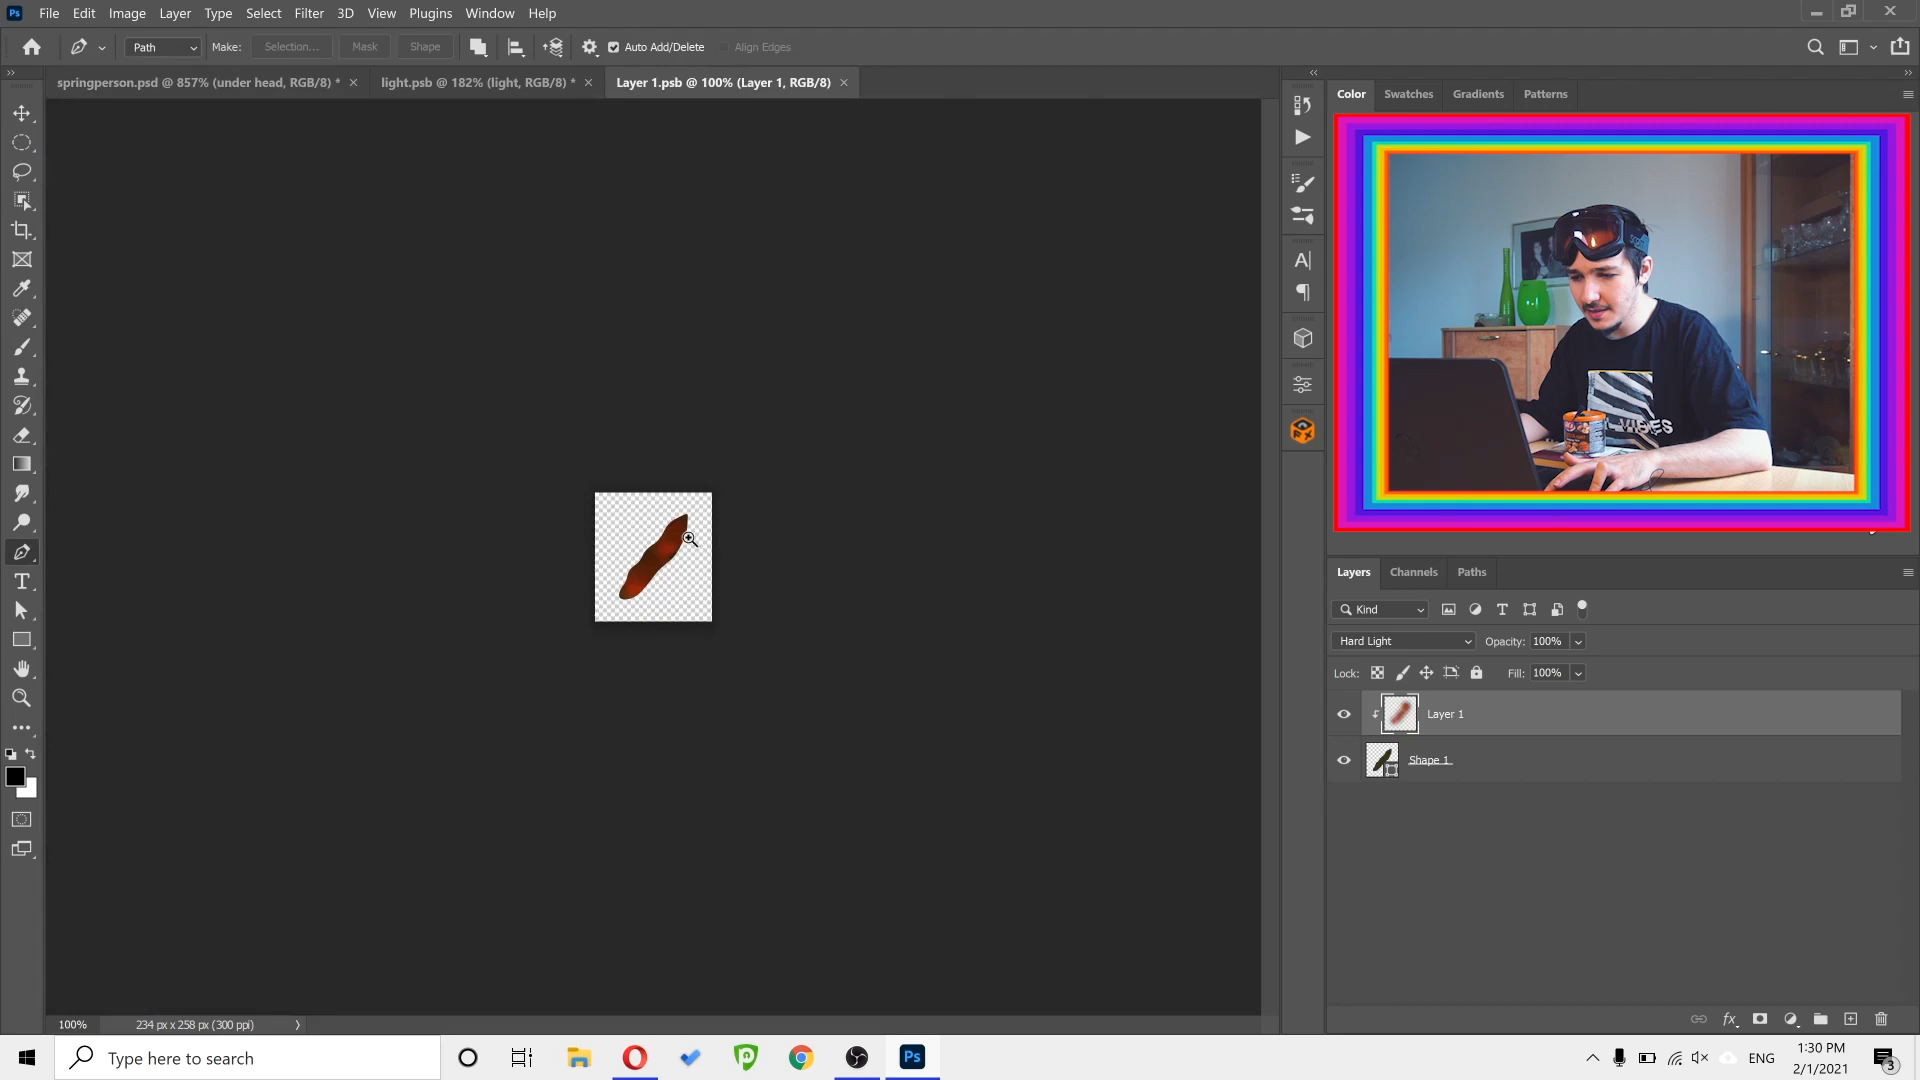 Ps File Edit Image Layer Type Select Filter 3D View Plugins Window Help
Path Make: Selection... Mask Shape Auto Add/Delete Align Edges
springperson.psd @ 857% (under head, RGB/8) * light.psb @ 182% (light, RGB/8) * Layer 1.psb @ 100% (Layer 1, RGB/8)
Color Swatches Gradients Patterns
VIBES
Layers Channels Paths
Kind
Hard Light Opacity: 100%
Lock: Fill: 100%
Layer 1
Shape 1
100% 234 px x 258 px (300 ppi)
Type here to search
Ps
ENG
1:30 PM
2/1/2021
3